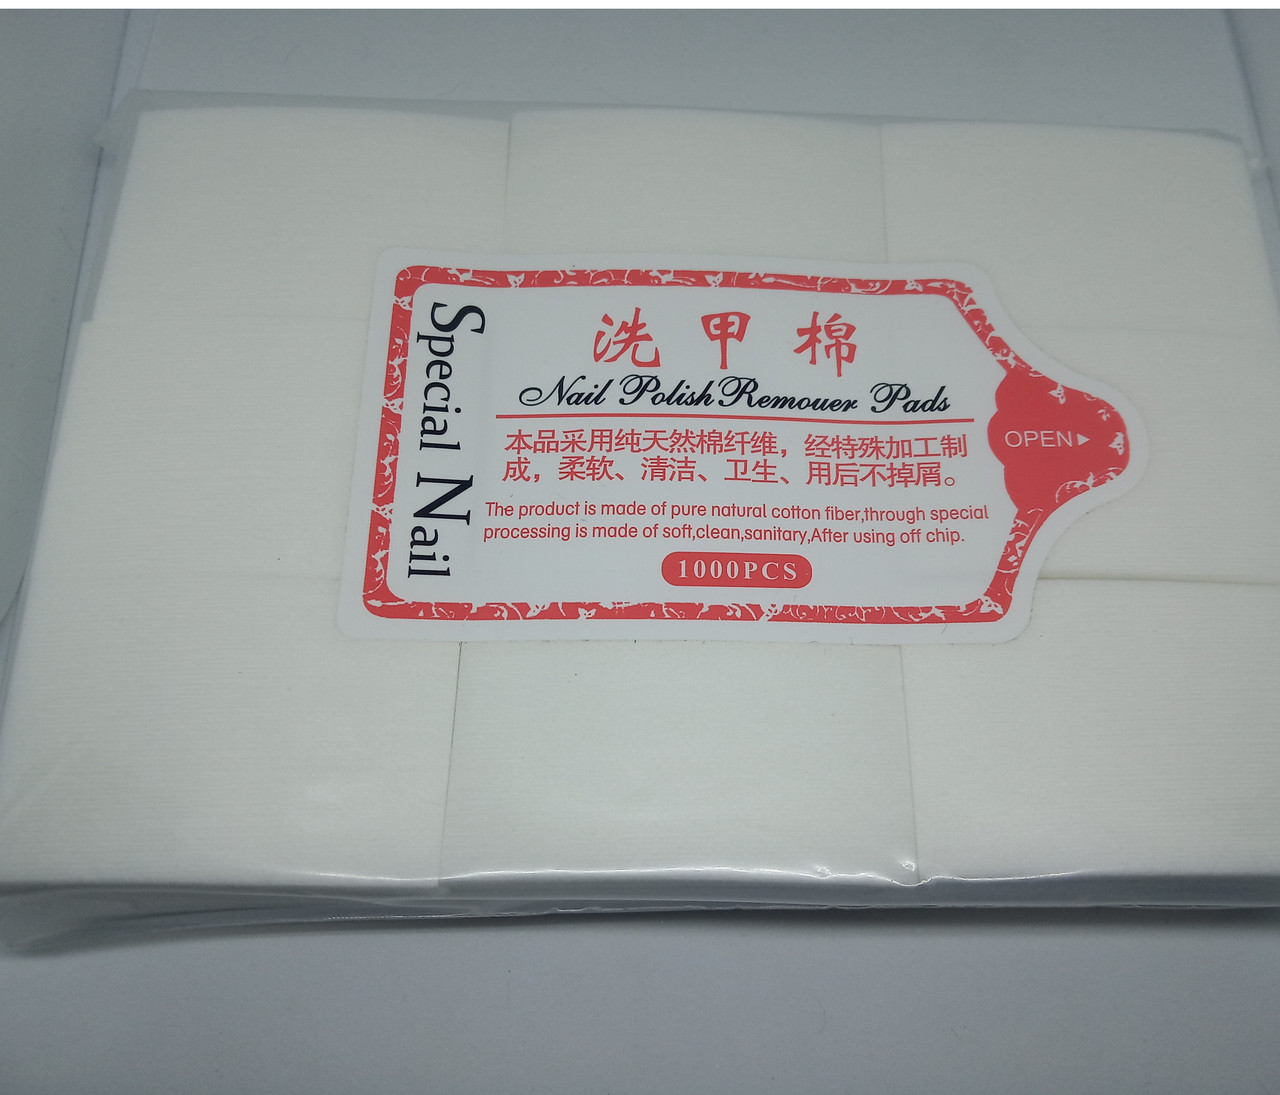 Special Nail
洗甲棉
Nail Polish Remouer Pads
本品采用纯天然棉纤维，经特殊加工制
成，柔软、清洁、卫生、用后不掉屑。
The product is made of pure natural cotton fiber,through special
processing is made of soft,clean,sanitary,After using off chip.
1000PCS
OPEN▶